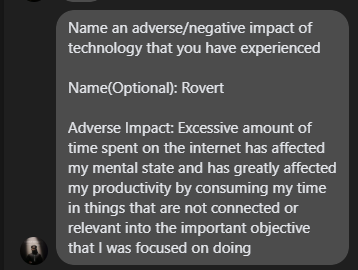 Name an adverse/negative impact of
technology that you have experienced
Name(Optional): Rovert
Adverse Impact: Excessive amount of
time spent on the internet has affected
my mental state and has greatly affected
my productivity by consuming my time
in things that are not connected or
relevant into the important objective
that I was focused on doing